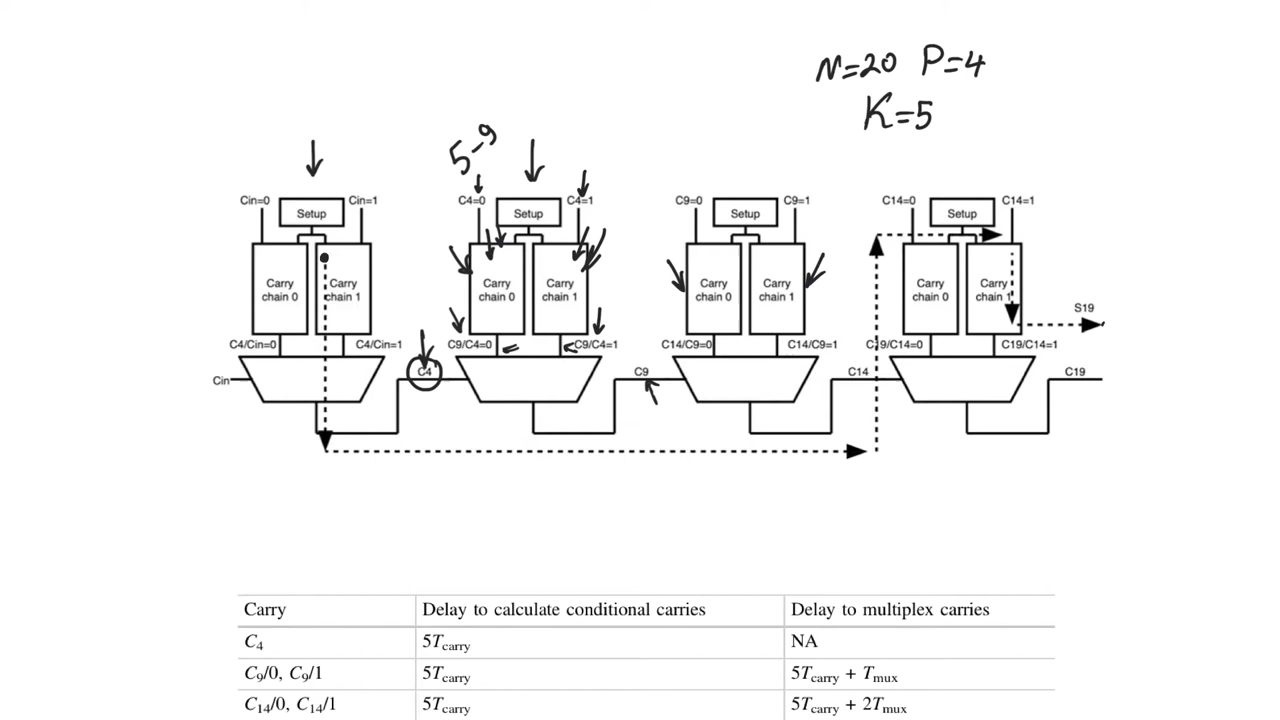 N=20 P=4
K=5
5-9
Cin=0 Cin=1 C4=0 C4=1 C9=0 C9=1 C14=0 C14=1
Setup Setup Setup Setup
Carry chain 0 Carry chain 1 Carry chain 0 Carry chain 1 Carry chain 0 Carry chain 1 Carry chain 0 Carry chain 1
S19
C4/Cin=0 C4/Cin=1 C9/C4=0 C9/C4=1 C14/C9=0 C14/C9=1 C19/C14=0 C19/C14=1
Cin C4 C9 C14 C19
Carry Delay to calculate conditional carries Delay to multiplex carries
C4 5Tcarry NA
C9/0, C9/1 5Tcarry 5Tcarry + Tmux
C14/0, C14/1 5Tcarry 5Tcarry + 2Tmux